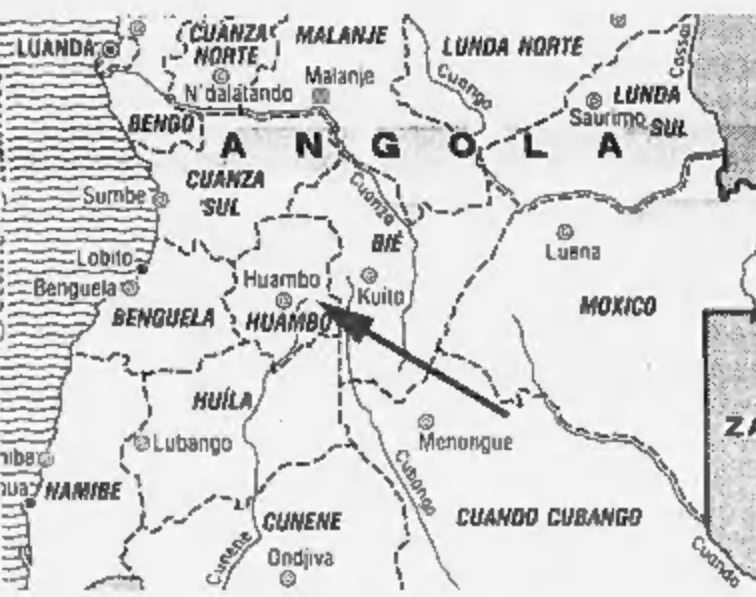 LUANDA
CUANZA
NORTE
MALANJE
LUNDA NORTE
Cassai
N'dalatando
Malanje
Cuango
LUNDA
SUL
Saurimo
BENGO
ANGOLA
CUANZA
SUL
Cuanza
Sumbe
BIÉ
Luena
Lobito
Benguela
Huambo
Kuito
HUAMBO
BENGUELA
MOXICO
HUÍLA
Lubango
Menongue
ZA
NAMIBE
Cubango
CUNENE
CUANDO CUBANGO
Cunene
Ondjiva
Cuando